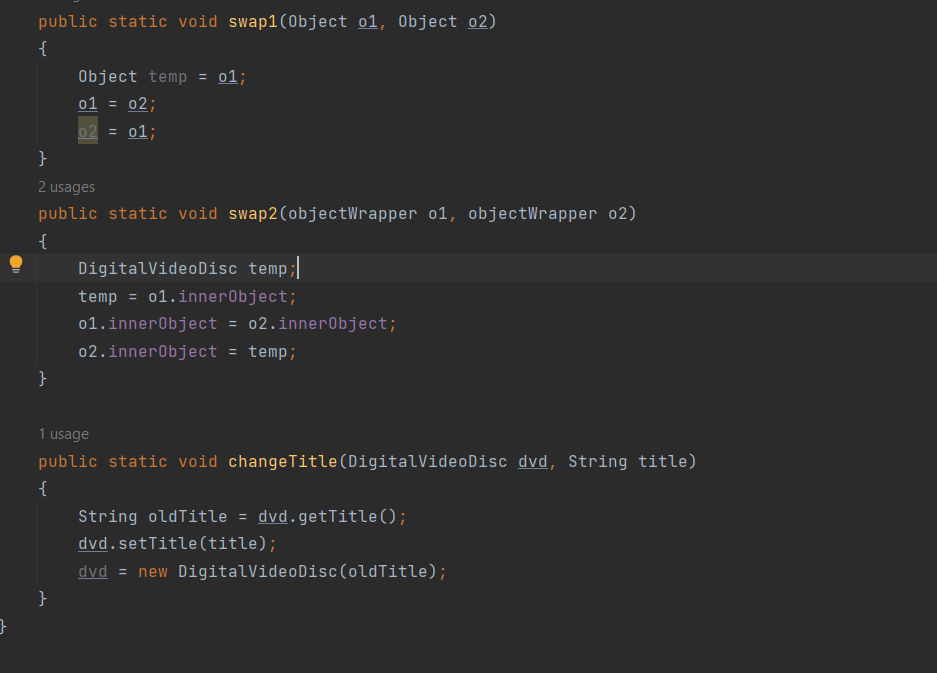 public static void swap1(Object o1, Object o2)
{
Object temp = o1;
o1 = o2;
o2 = o1;
}
2 usages
public static void swap2(objectWrapper o1, objectWrapper o2)
{
DigitalVideoDisc temp;
temp = o1.innerObject;
o1.innerObject = o2.innerObject;
o2.innerObject = temp;
}
1 usage
public static void changeTitle(DigitalVideoDisc dvd, String title)
{
String oldTitle = dvd.getTitle();
dvd.setTitle(title);
dvd = new DigitalVideoDisc(oldTitle);
}
}